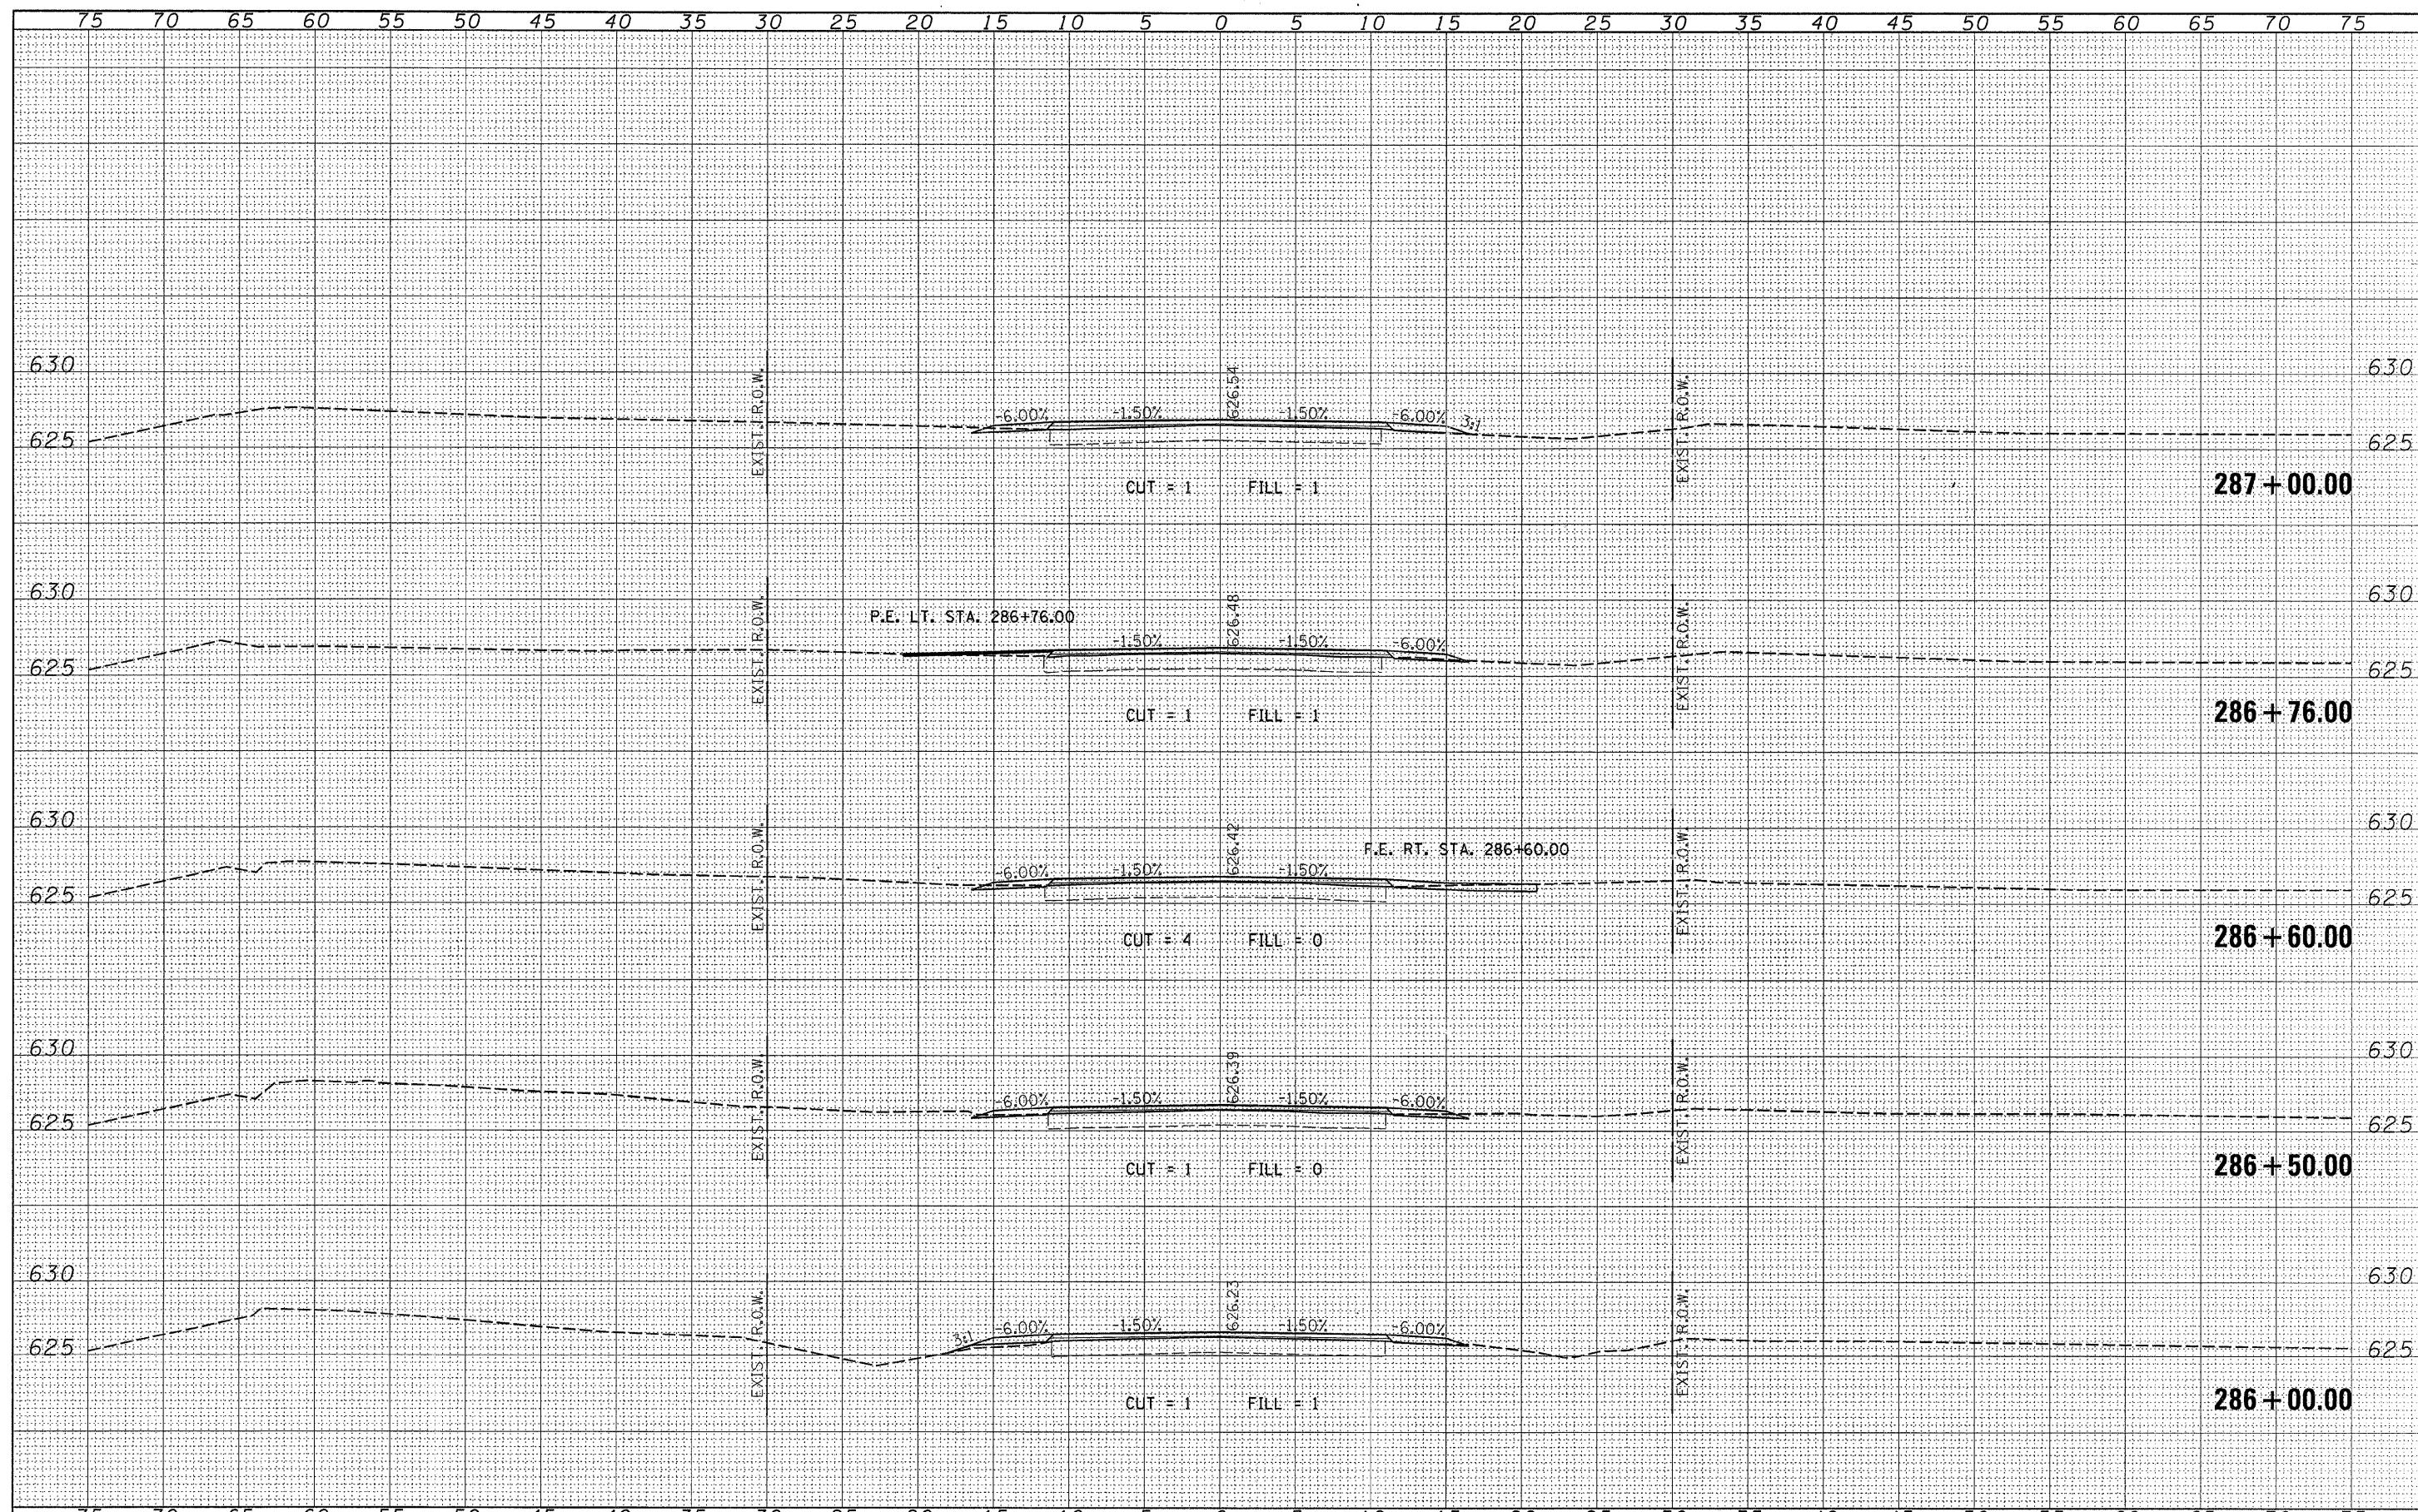 75 70 65 60 55 50 45 40 35 30 25 20 15 10 5 0 5 10 15 20 25 30 35 40 45 50 55 60 65 70 75
630 EXIST. R.O.W. 626.54 EXIST. R.O.W. 630
-6.00% -1.50% -1.50% -6.00% 3:1
625 625
CUT = 1 FILL = 1 287+00.00
630 EXIST. R.O.W. 626.48 EXIST. R.O.W. 630
P.E. LT. STA. 286+76.00
-1.50% -1.50% -6.00%
625 625
CUT = 1 FILL = 1 286+76.00
630 EXIST. R.O.W. 626.42 EXIST. R.O.W. 630
F.E. RT. STA. 286+60.00
-6.00% -1.50% -1.50%
625 625
CUT = 4 FILL = 0 286+60.00
630 EXIST. R.O.W. 626.39 EXIST. R.O.W. 630
-6.00% -1.50% -1.50% -6.00%
625 625
CUT = 1 FILL = 0 286+50.00
630 EXIST. R.O.W. 626.23 EXIST. R.O.W. 630
3:1 -6.00% -1.50% -1.50% -6.00%
625 625
CUT = 1 FILL = 1 286+00.00